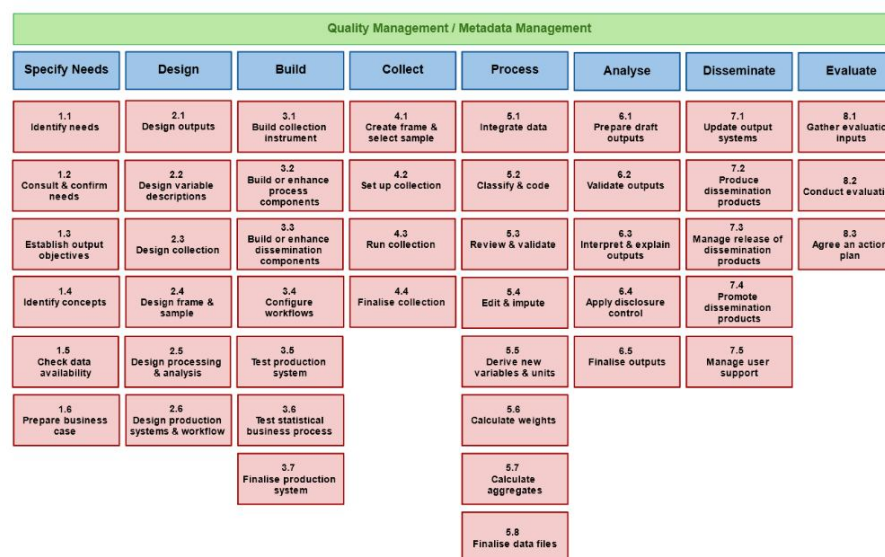 Quality Management / Metadata Management
Specify Needs
Design
Build
Collect
Process
Analyse
Disseminate
Evaluate
1.1
Identify needs
2.1
Design outputs
3.1
Build collection
instrument
4.1
Create frame &
select sample
5.1
Integrate data
6.1
Prepare draft
outputs
7.1
Update output
systems
8.1
Gather evaluation
inputs
1.2
Consult & confirm
needs
2.2
Design variable
descriptions
3.2
Build or enhance
process
components
4.2
Set up collection
5.2
Classify & code
6.2
Validate outputs
7.2
Produce
dissemination
products
8.2
Conduct evaluation
1.3
Establish output
objectives
2.3
Design collection
3.3
Build or enhance
dissemination
components
4.3
Run collection
5.3
Review & validate
6.3
Interpret & explain
outputs
7.3
Manage release of
dissemination
products
8.3
Agree an action
plan
1.4
Identify concepts
2.4
Design frame &
sample
3.4
Configure
workflows
4.4
Finalise collection
5.4
Edit & impute
6.4
Apply disclosure
control
7.4
Promote
dissemination
products
1.5
Check data
availability
2.5
Design processing
& analysis
3.5
Test production
system
5.5
Derive new
variables & units
6.5
Finalise outputs
7.5
Manage user
support
1.6
Prepare business
case
2.6
Design production
systems & workflow
3.6
Test statistical
business process
5.6
Calculate weights
3.7
Finalise production
system
5.7
Calculate
aggregates
5.8
Finalise data files